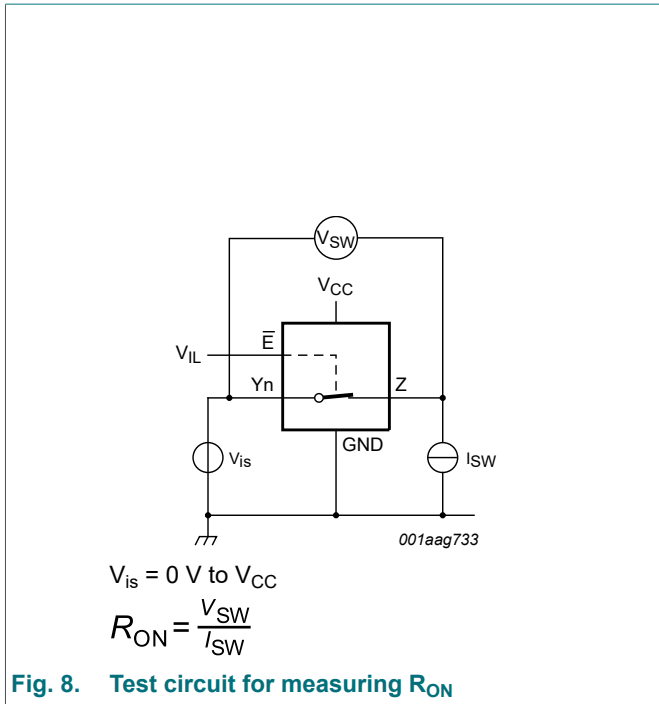 VSW
VCC
E
VIL
Yn
Z
GND
Vis
ISW
001aag733
Vis = 0 V to VCC
RON = VSW / ISW
Fig. 8. Test circuit for measuring RON